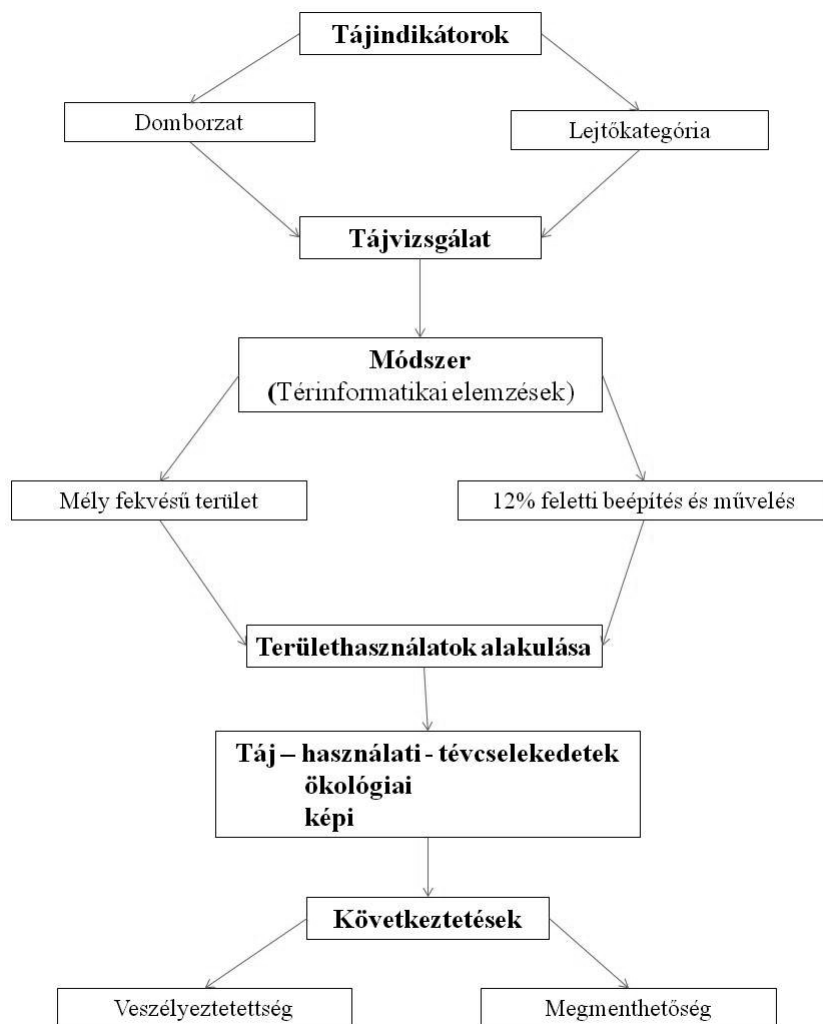 Tájindikátorok
Domborzat
Lejtőkategória
Tájvizsgálat
Módszer
(Térinformatikai elemzések)
Mély fekvésű terület
12% feletti beépítés és művelés
Területhasználatok alakulása
Táj – használati - tévcselekedetek
ökológiai
képi
Következtetések
Veszélyeztetettség
Megmenthetőség